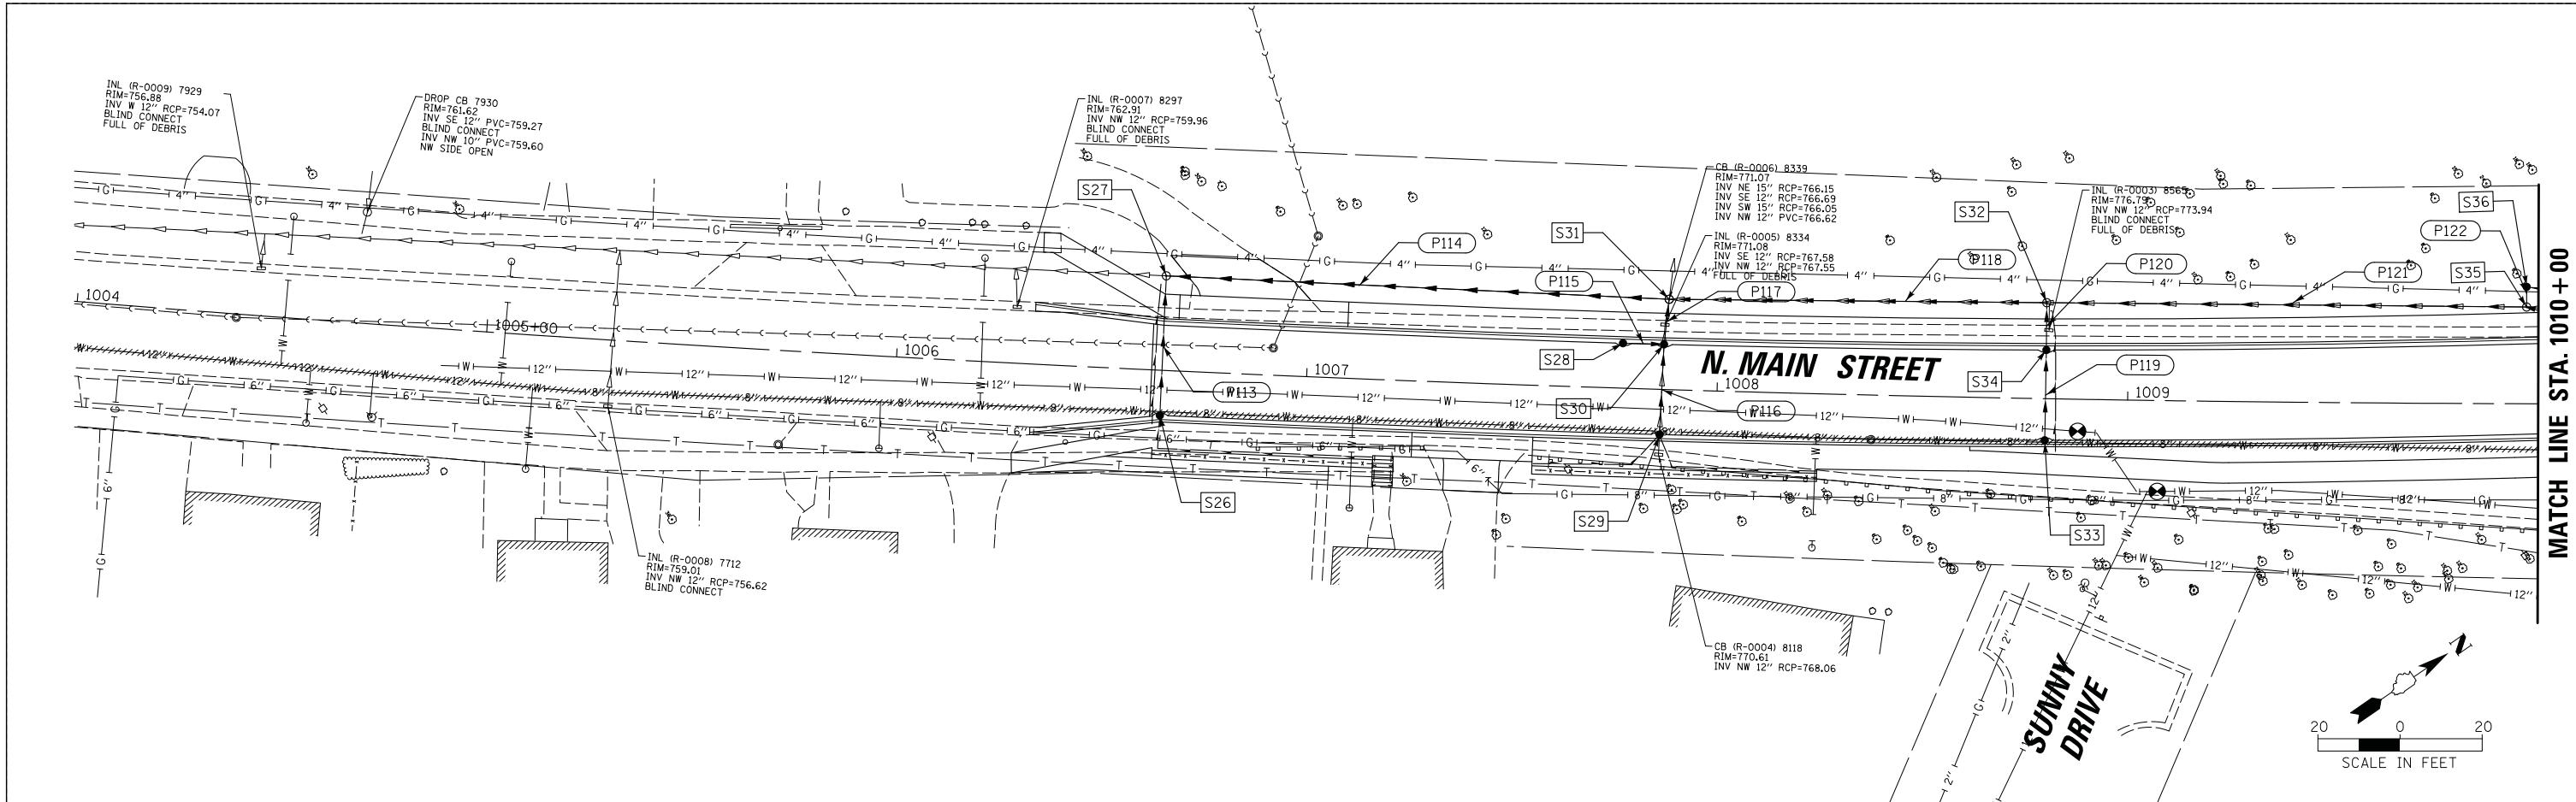 INL (R-0009) 7929
RIM=756.88
INV W 12" RCP=754.07
BLIND CONNECT
FULL OF DEBRIS
DROP CB 7930
RIM=761.62
INV SE 12" PVC=759.27
BLIND CONNECT
INV NW 10" PVC=759.60
NW SIDE OPEN
INL (R-0007) 8297
RIM=762.91
INV NW 12" RCP=759.96
BLIND CONNECT
FULL OF DEBRIS
CB (R-0006) 8339
RIM=771.07
INV NE 15" RCP=766.15
INV SE 12" RCP=766.69
INV SW 15" RCP=766.05
INV NW 12" PVC=766.62
INL (R-0005) 8334
RIM=771.08
INV SE 12" RCP=767.58
INV NW 12" RCP=767.55
FULL OF DEBRIS
INL (R-0003) 8565
RIM=776.79
INV NW 12" RCP=773.94
BLIND CONNECT
FULL OF DEBRIS
S27
S31
S32
S36
P114
P118
P122
P115
P117
P120
P121
S35
1004
1005+00
1006
1007
1008
1009
S28
N. MAIN STREET
S34
P119
P113
S30
P116
S26
S29
S33
INL (R-0008) 7712
RIM=759.01
INV NW 12" RCP=756.62
BLIND CONNECT
CB (R-0004) 8118
RIM=770.61
INV NW 12" RCP=768.06
SUNNY
DRIVE
MATCH LINE STA. 1010+00
N
20 0 20
SCALE IN FEET